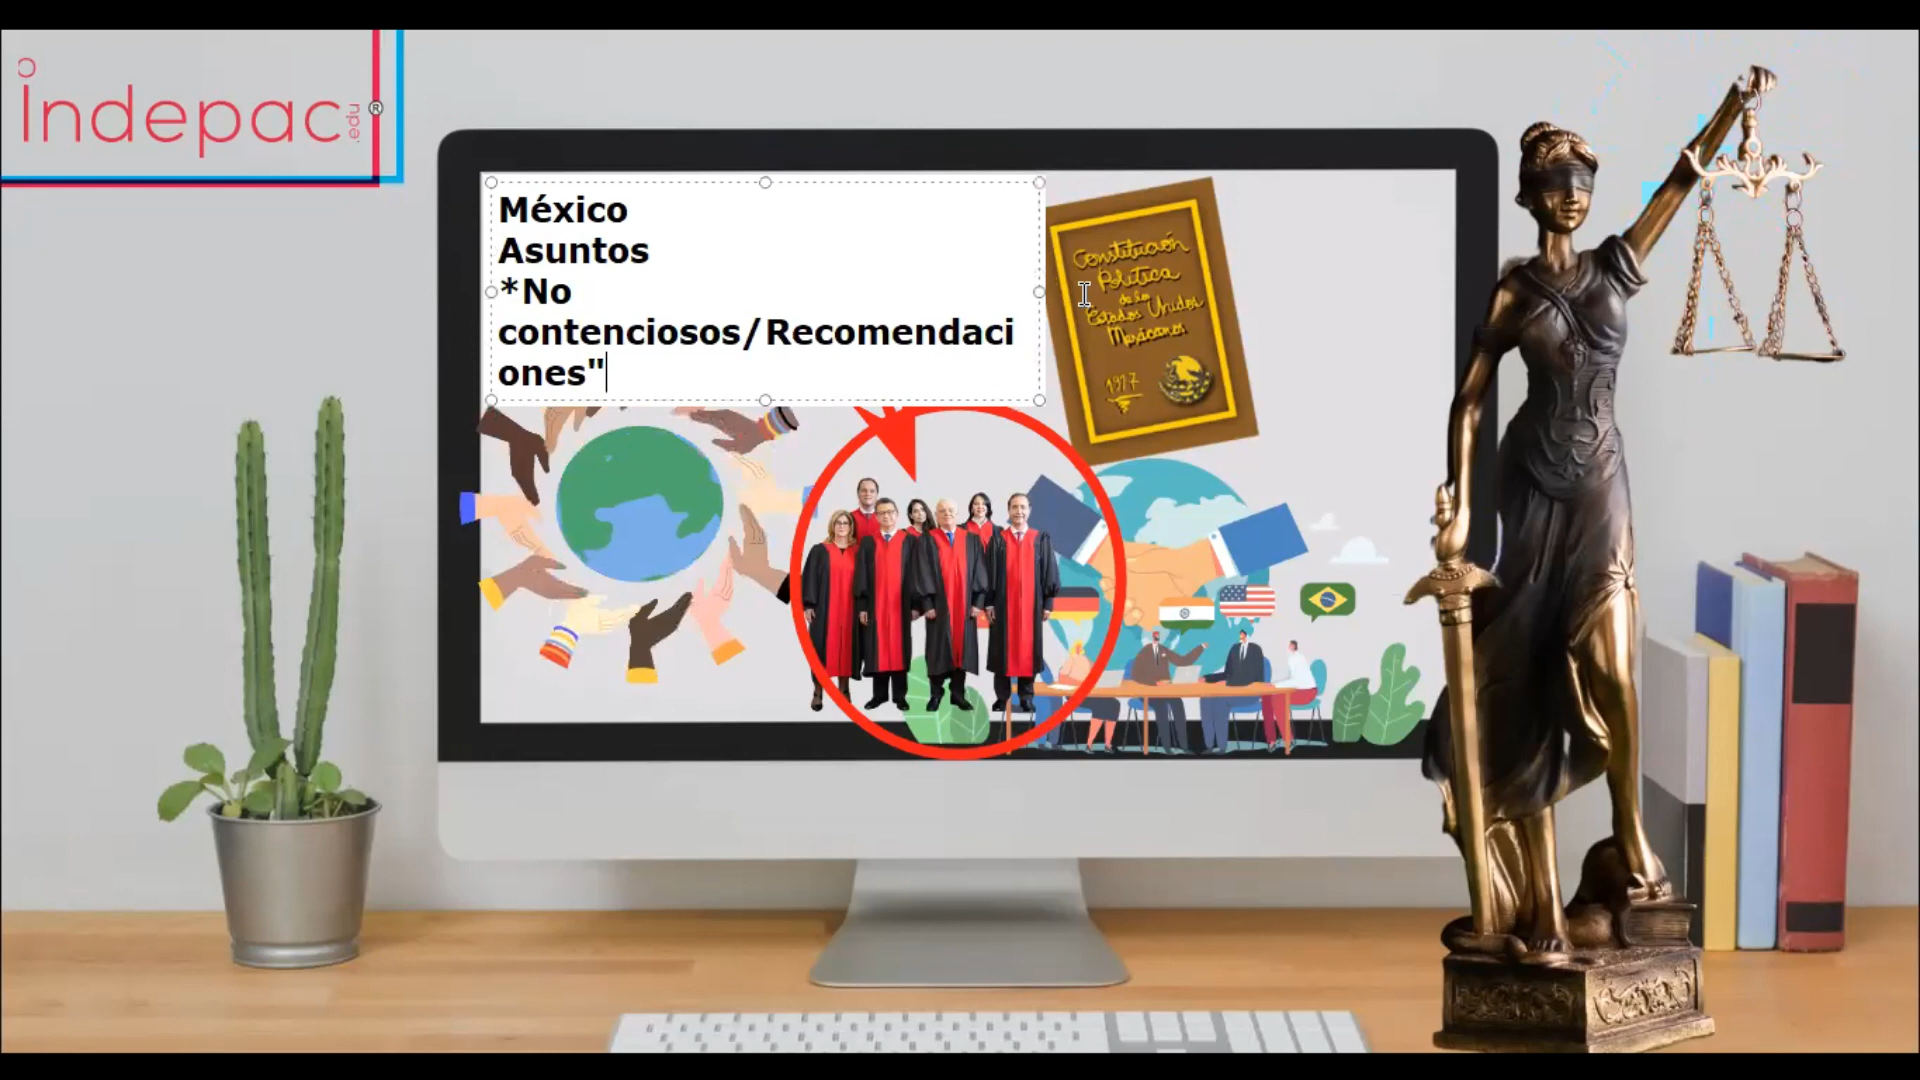 Indepac
.edu
®
México
Asuntos
*No
contenciosos/Recomendaci
ones"
Constitución
Política
de los
Estados Unidos
Mexicanos
1917